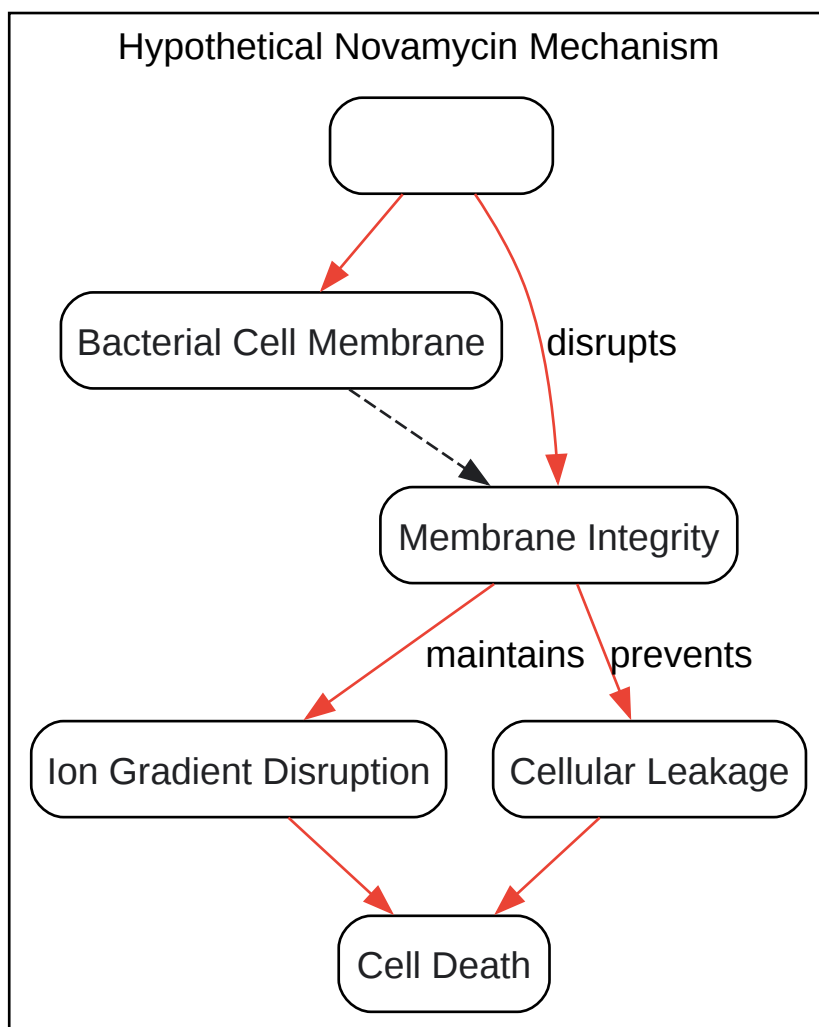 Hypothetical Novamycin Mechanism
Bacterial Cell Membrane
disrupts
Membrane Integrity
maintains
prevents
Ion Gradient Disruption
Cellular Leakage
Cell Death